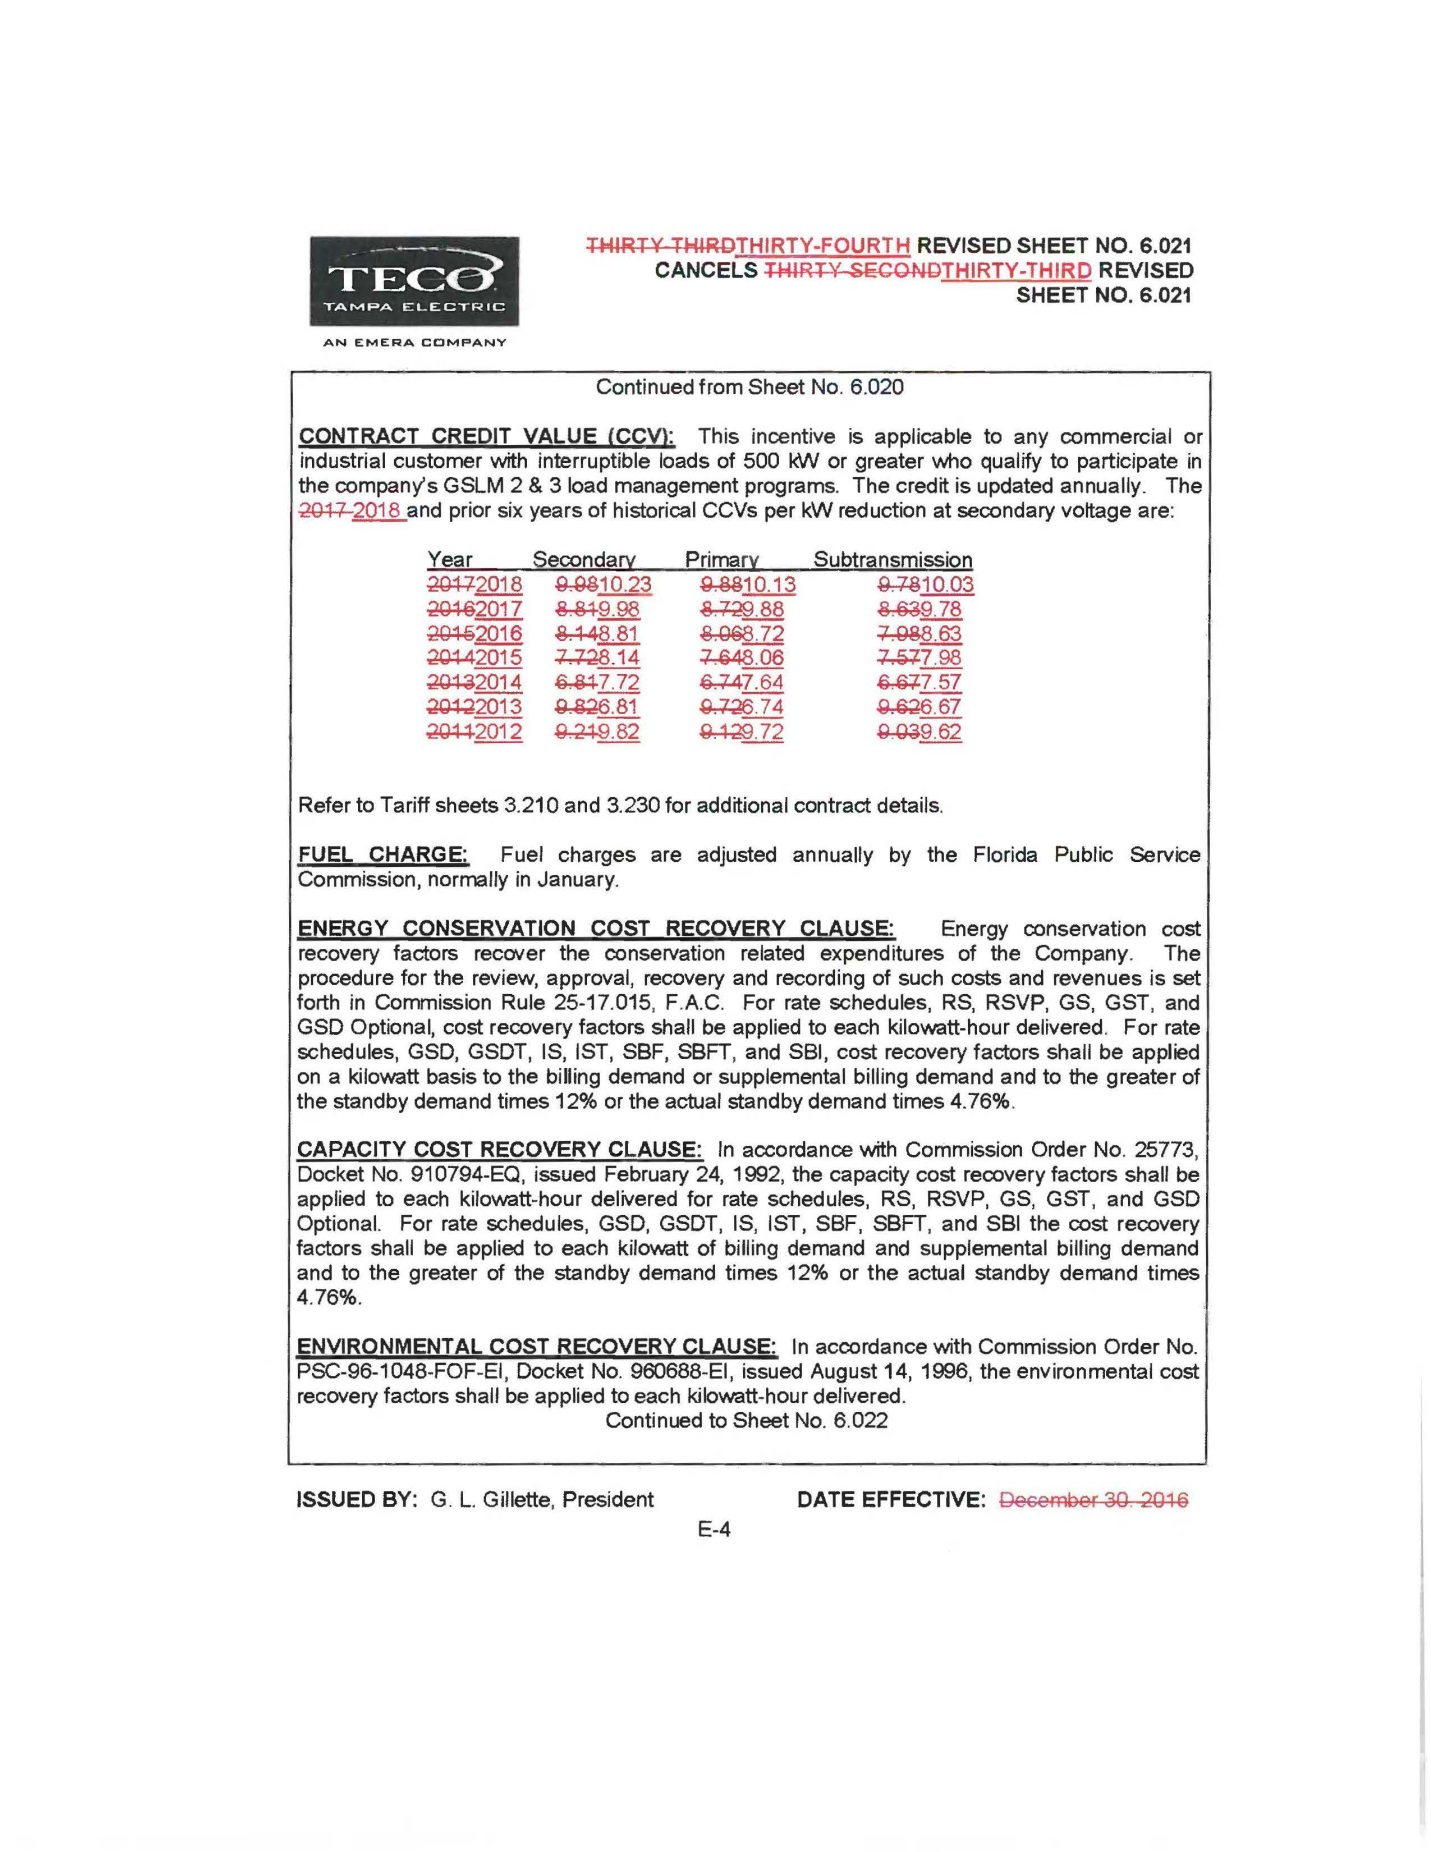 TECO
TAMPA ELECTRIC
AN EMERA COMPANY
THIRTY-THIRDTHIRTY-FOURTH REVISED SHEET NO. 6.021
CANCELS THIRTY-SECONDTHIRTY-THIRD REVISED
SHEET NO. 6.021
Continued from Sheet No. 6.020
CONTRACT CREDIT VALUE (CCV): This incentive is applicable to any commercial or
industrial customer with interruptible loads of 500 kW or greater who qualify to participate in
the company's GSLM 2 & 3 load management programs. The credit is updated annually. The
2017 2018 and prior six years of historical CCVs per kW reduction at secondary voltage are:
Year Secondary Primary Subtransmission
20172018 9.9810.23 9.8810.13 9.7810.03
20162017 8.819.98 8.729.88 8.639.78
20152016 8.148.81 8.068.72 7.988.63
20142015 7.728.14 7.648.06 7.577.98
20132014 6.817.72 6.747.64 6.677.57
20122013 9.826.81 9.726.74 9.626.67
20112012 9.219.82 9.129.72 9.039.62
Refer to Tariff sheets 3.210 and 3.230 for additional contract details.
FUEL CHARGE: Fuel charges are adjusted annually by the Florida Public Service
Commission, normally in January.
ENERGY CONSERVATION COST RECOVERY CLAUSE: Energy conservation cost
recovery factors recover the conservation related expenditures of the Company. The
procedure for the review, approval, recovery and recording of such costs and revenues is set
forth in Commission Rule 25-17.015, F.A.C. For rate schedules, RS, RSVP, GS, GST, and
GSD Optional, cost recovery factors shall be applied to each kilowatt-hour delivered. For rate
schedules, GSD, GSDT, IS, IST, SBF, SBFT, and SBI, cost recovery factors shall be applied
on a kilowatt basis to the billing demand or supplemental billing demand and to the greater of
the standby demand times 12% or the actual standby demand times 4.76%.
CAPACITY COST RECOVERY CLAUSE: In accordance with Commission Order No. 25773,
Docket No. 910794-EQ, issued February 24, 1992, the capacity cost recovery factors shall be
applied to each kilowatt-hour delivered for rate schedules, RS, RSVP, GS, GST, and GSD
Optional. For rate schedules, GSD, GSDT, IS, IST, SBF, SBFT, and SBI the cost recovery
factors shall be applied to each kilowatt of billing demand and supplemental billing demand
and to the greater of the standby demand times 12% or the actual standby demand times
4.76%.
ENVIRONMENTAL COST RECOVERY CLAUSE: In accordance with Commission Order No.
PSC-96-1048-FOF-EI, Docket No. 960688-EI, issued August 14, 1996, the environmental cost
recovery factors shall be applied to each kilowatt-hour delivered.
Continued to Sheet No. 6.022
ISSUED BY: G. L. Gillette, President DATE EFFECTIVE: December 30. 2016
E-4